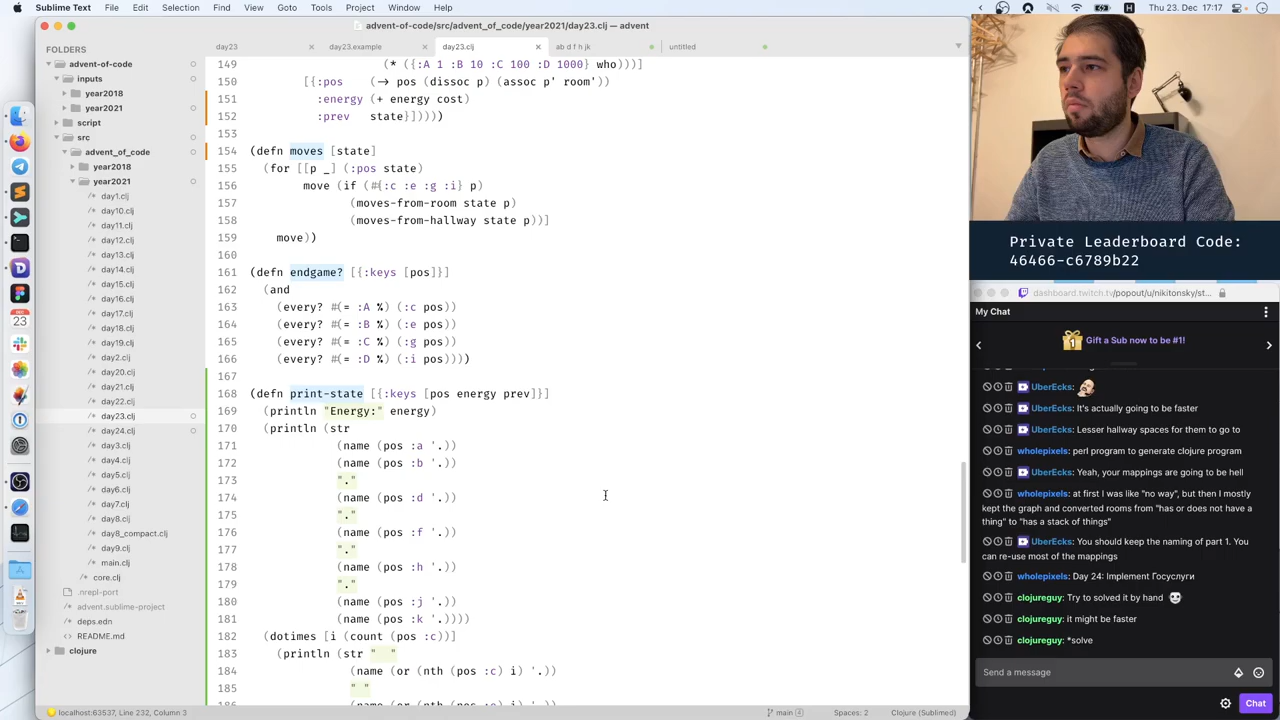 Sublime Text File Edit Selection Find View Goto Tools Project Window Help
Thu 23. Dec 17:17
advent-of-code/src/advent_of_code/year2021/day23.clj — advent
FOLDERS
advent-of-code
inputs
year2018
year2021
script
src
advent_of_code
year2018
year2021
day1.clj
day10.clj
day11.clj
day12.clj
day13.clj
day14.clj
day15.clj
day16.clj
day17.clj
day18.clj
day19.clj
day2.clj
day20.clj
day21.clj
day22.clj
day23.clj
day24.clj
day3.clj
day4.clj
day5.clj
day6.clj
day7.clj
day8.clj
day8_compact.clj
day9.clj
main.clj
core.clj
.nrepl-port
advent.sublime-project
deps.edn
README.md
clojure
day23
day23.example
day23.clj
ab d f h jk
untitled
149 (* ({:A 1 :B 10 :C 100 :D 1000} who)))]
150 [{:pos (-> pos (dissoc p) (assoc p' room'))
151 :energy (+ energy cost)
152 :prev state}]))))
153
154 (defn moves [state]
155 (for [[p _] (:pos state)
156 move (if (#{:c :e :g :i} p)
157 (moves-from-room state p)
158 (moves-from-hallway state p))]
159 move))
160
161 (defn endgame? [{:keys [pos]}]
162 (and
163 (every? #(= :A %) (:c pos))
164 (every? #(= :B %) (:e pos))
165 (every? #(= :C %) (:g pos))
166 (every? #(= :D %) (:i pos))))
167
168 (defn print-state [{:keys [pos energy prev]}]
169 (println "Energy:" energy)
170 (println (str
171 (name (pos :a '.))
172 (name (pos :b '.))
173 "."
174 (name (pos :d '.))
175 "."
176 (name (pos :f '.))
177 "."
178 (name (pos :h '.))
179 "."
180 (name (pos :j '.))
181 (name (pos :k '.))))
182 (dotimes [i (count (pos :c))]
183 (println (str " "
184 (name (or (nth (pos :c) i) '.))
185 " "
localhost:63537, Line 232, Column 3
main 4
Spaces: 2
Clojure (Sublimed)
Private Leaderboard Code:
46466-c6789b22
dashboard.twitch.tv/popout/u/nikitonsky/st...
My Chat
Gift a Sub now to be #1!
UberEcks:
UberEcks: It's actually going to be faster
UberEcks: Lesser hallway spaces for them to go to
wholepixels: perl program to generate clojure program
UberEcks: Yeah, your mappings are going to be hell
wholepixels: at first I was like "no way", but then I mostly
kept the graph and converted rooms from "has or does not have a
thing" to "has a stack of things"
UberEcks: You should keep the naming of part 1. You
can re-use most of the mappings
wholepixels: Day 24: Implement Госуслуги
clojureguy: Try to solved it by hand
clojureguy: it might be faster
clojureguy: *solve
Send a message
Chat